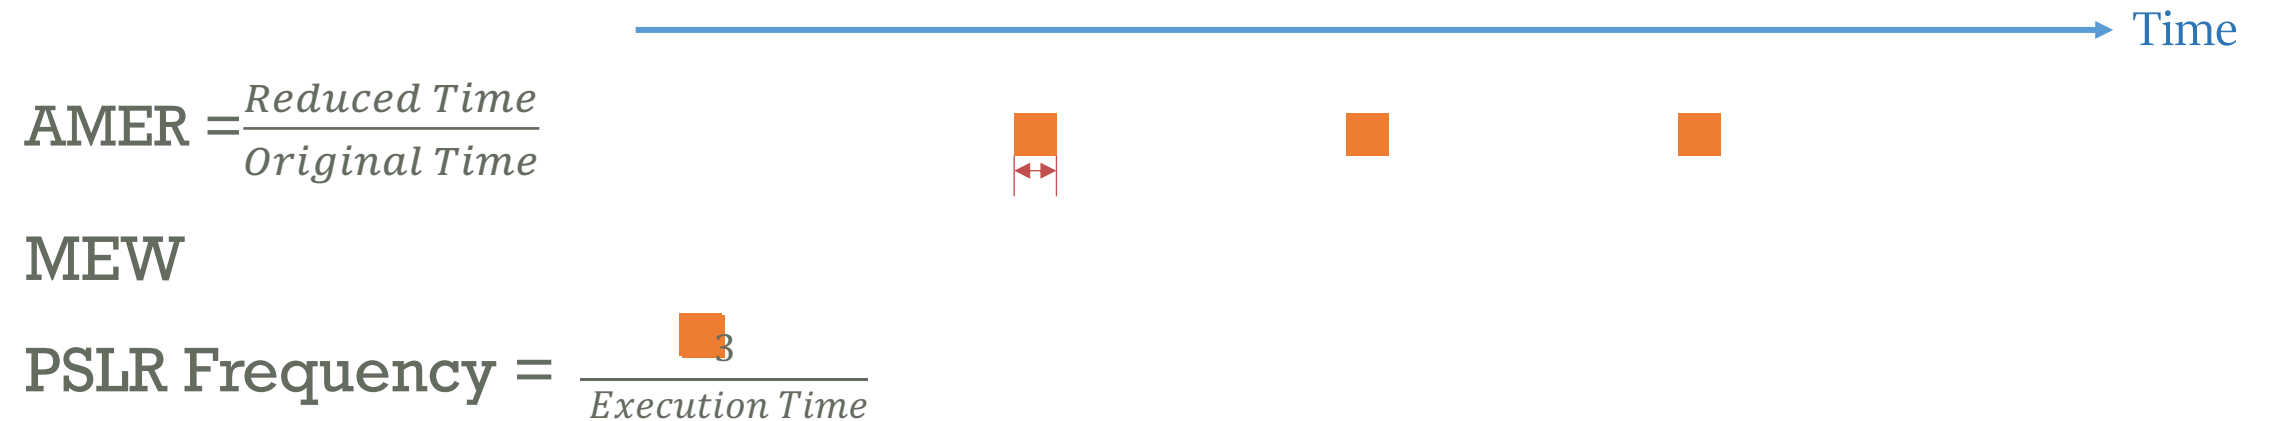 Time
AMER = Reduced Time
Original Time
MEW
PSLR Frequency = 3
Execution Time